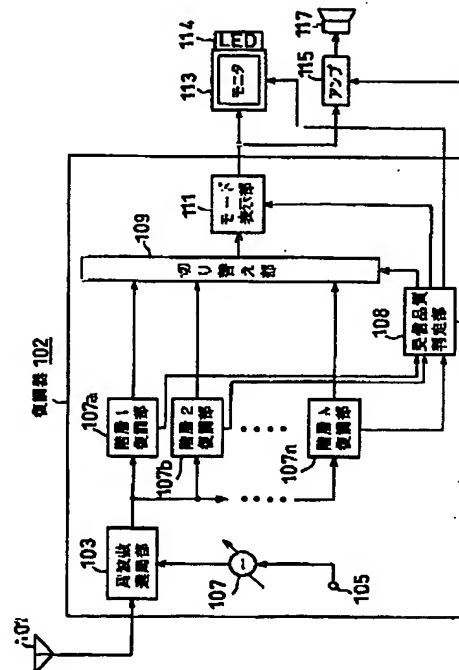 復調器 102
103
周波数
選局部
107
105
107a
階層1
復調部
107b
階層2
復調部
107n
階層n
復調部
109
切り替え部
108
受信品質
判定部
111
モード
表示部
113
モニタ
114
LED
115
アンプ
117